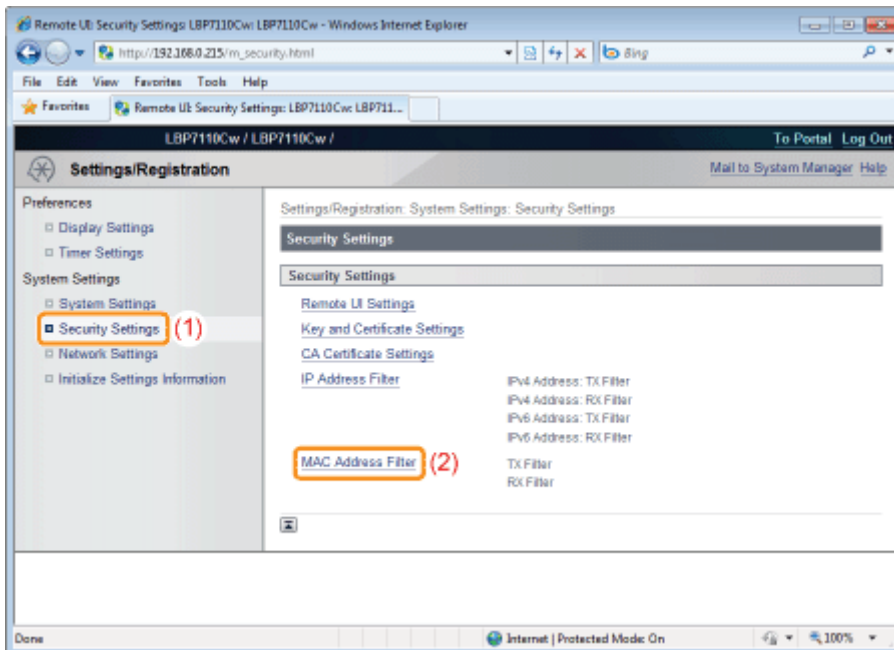 Remote UI: Security Settings: LBP7110Cw: LBP7110Cw - Windows Internet Explorer
http://192.168.0.215/m_security.html
Bing
File Edit View Favorites Tools Help
Favorites
Remote UI: Security Settings: LBP7110Cw: LBP711...
LBP7110Cw / LBP7110Cw /
To Portal Log Out
Settings/Registration
Mail to System Manager Help
Preferences
Display Settings
Timer Settings
System Settings
System Settings
Security Settings (1)
Network Settings
Initialize Settings Information
Settings/Registration: System Settings: Security Settings
Security Settings
Security Settings
Remote UI Settings
Key and Certificate Settings
CA Certificate Settings
IP Address Filter
IPv4 Address: TX Filter
IPv4 Address: RX Filter
IPv6 Address: TX Filter
IPv6 Address: RX Filter
MAC Address Filter (2)
TX Filter
RX Filter
Done
Internet | Protected Mode: On
100%